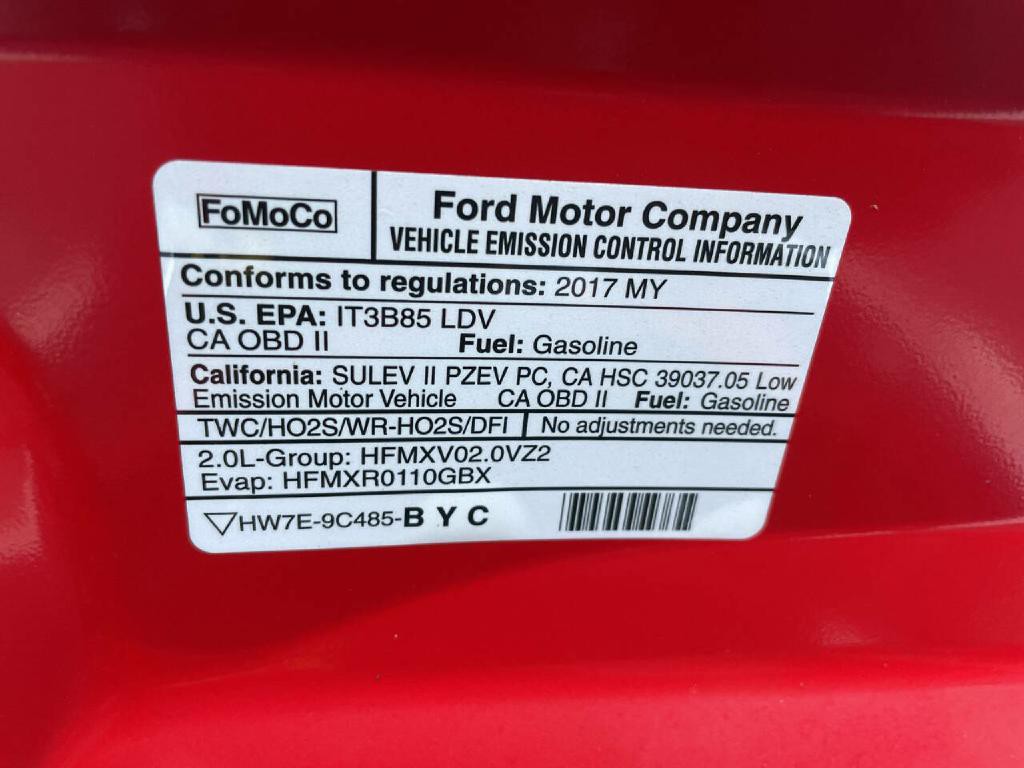 FoMoCo
Ford Motor Company
VEHICLE EMISSION CONTROL INFORMATION
Conforms to regulations: 2017 MY
U.S. EPA: IT3B85 LDV
CA OBD II Fuel: Gasoline
California: SULEV II PZEV PC, CA HSC 39037.05 Low
Emission Motor Vehicle CA OBD II Fuel: Gasoline
TWC/HO2S/WR-HO2S/DFI No adjustments needed.
2.0L-Group: HFMXV02.0VZ2
Evap: HFMXR0110GBX
HW7E-9C485-B Y C